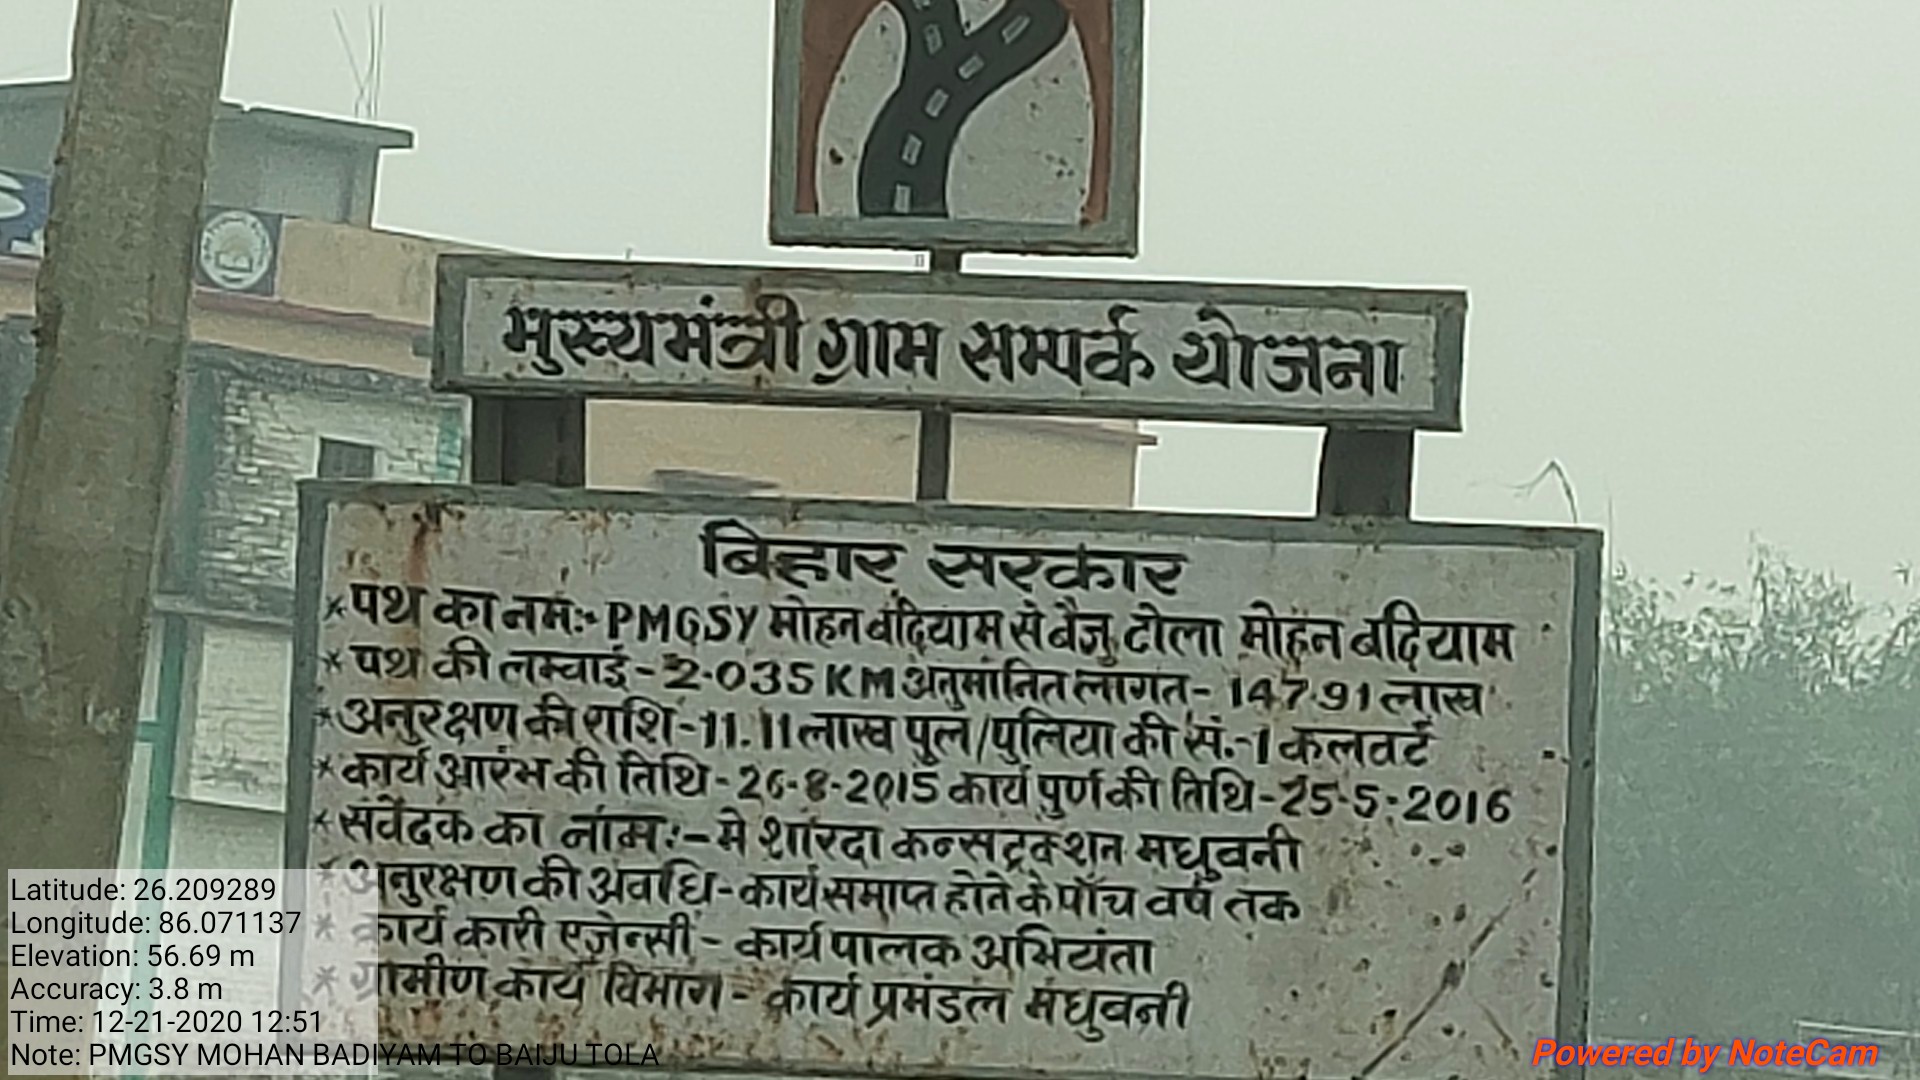 मुख्यमंत्री ग्राम सम्पर्क योजना
बिहार सरकार
* पथ का नाम:- PMGSY मोहन बदियाम से बैजु टोला मोहन बदियाम
* पथ की लम्बाई - 2.035 KM अनुमानित लागत - 147.91 लाख
* अनुरक्षण की राशि - 11.11 लाख पुल/पुलिया की सं.-1 कलवर्ट
* कार्य आरंभ की तिथि - 26-8-2015 कार्य पुर्ण की तिथि - 25-5-2016
* सवेंदक का नाम:- मे शारदा कन्सट्रक्शन मधुवनी
* अनुरक्षण की अवधि - कार्य समाप्त होने के पाँच वर्ष तक
* कार्य कारी एजेन्सी - कार्यपालक अभियंता
* ग्रामीण कार्य विभाग - कार्य प्रमंडल मधुवनी
Latitude: 26.209289
Longitude: 86.071137
Elevation: 56.69 m
Accuracy: 3.8 m
Time: 12-21-2020 12:51
Note: PMGSY MOHAN BADIYAM TO BAIJU TOLA
Powered by NoteCam